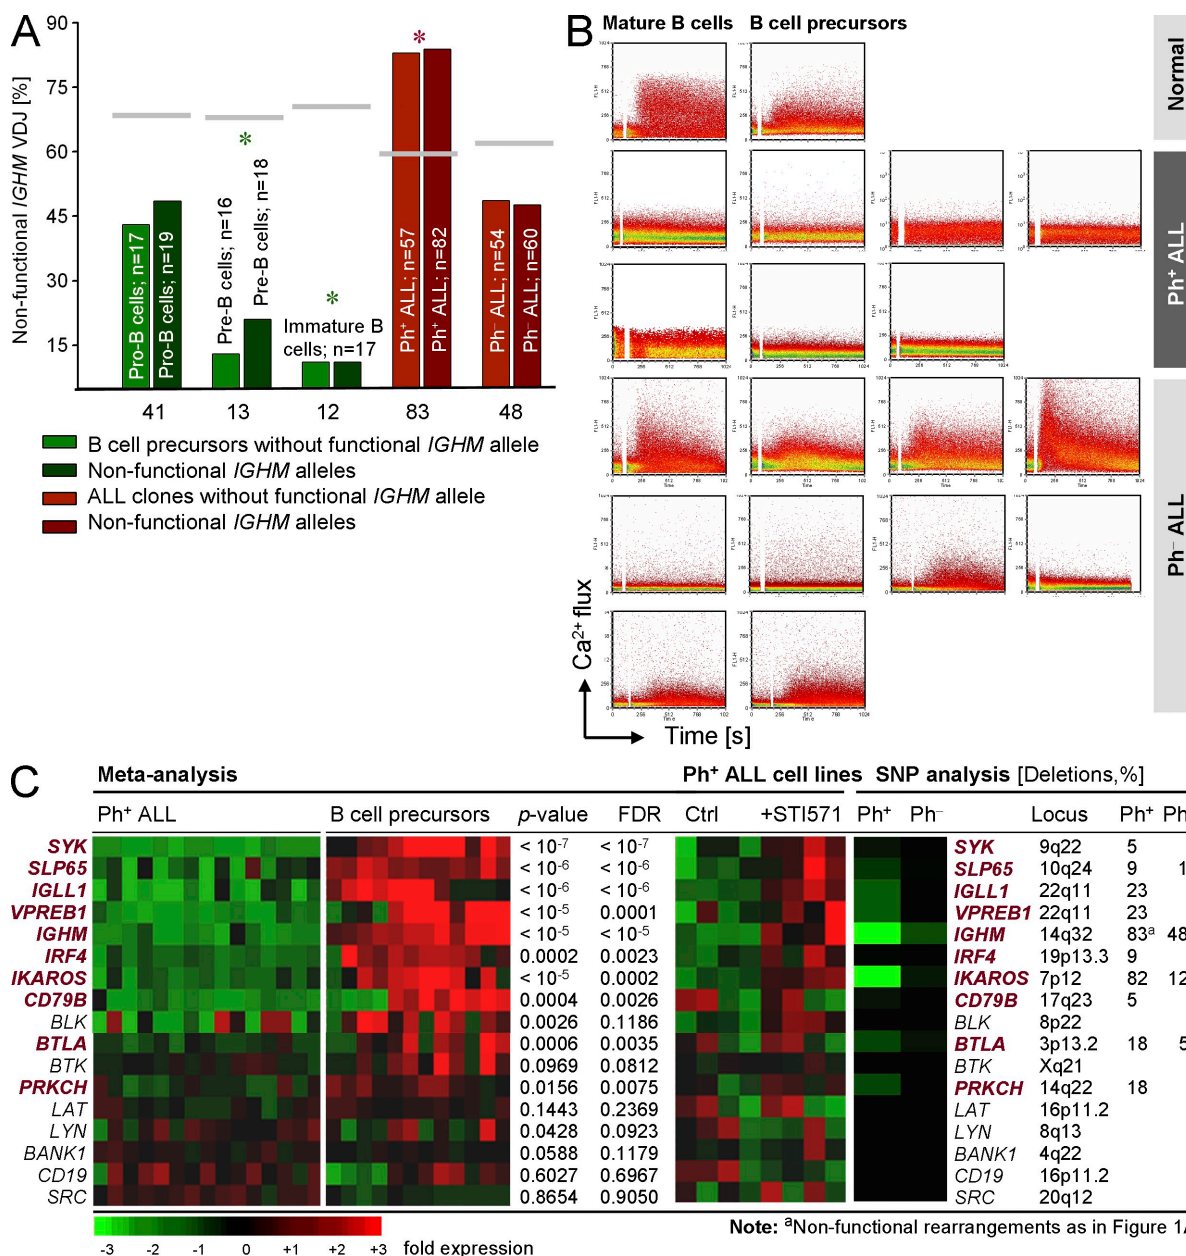 A
Non-functional IGHM VDJ [%]
90
75
60
45
30
15
*
*
*
Pro-B cells; n=17
Pro-B cells; n=19
Pre-B cells; n=16
Pre-B cells; n=18
Immature B
cells; n=17
Ph+ ALL; n=57
Ph+ ALL; n=82
Ph– ALL; n=54
Ph– ALL; n=60
41 13 12 83 48
B cell precursors without functional IGHM allele
Non-functional IGHM alleles
ALL clones without functional IGHM allele
Non-functional IGHM alleles
B
Mature B cells B cell precursors
Normal
Ph+ ALL
Ph– ALL
Ca2+ flux
Time [s]
C
Meta-analysis Ph+ ALL cell lines SNP analysis [Deletions,%]
Ph+ ALL B cell precursors p-value FDR Ctrl +STI571 Ph+ Ph– Locus Ph+ Ph
SYK < 10-7 < 10-7 SYK 9q22 5
SLP65 < 10-6 < 10-6 SLP65 10q24 9 1
IGLL1 < 10-6 < 10-6 IGLL1 22q11 23
VPREB1 < 10-5 0.0001 VPREB1 22q11 23
IGHM < 10-5 < 10-5 IGHM 14q32 83a 48
IRF4 0.0002 0.0023 IRF4 19p13.3 9
IKAROS < 10-5 0.0002 IKAROS 7p12 82 12
CD79B 0.0004 0.0026 CD79B 17q23 5
BLK 0.0026 0.1186 BLK 8p22
BTLA 0.0006 0.0035 BTLA 3p13.2 18 5
BTK 0.0969 0.0812 BTK Xq21
PRKCH 0.0156 0.0075 PRKCH 14q22 18
LAT 0.1443 0.2369 LAT 16p11.2
LYN 0.0428 0.0923 LYN 8q13
BANK1 0.0588 0.1179 BANK1 4q22
CD19 0.6027 0.6967 CD19 16p11.2
SRC 0.8654 0.9050 SRC 20q12
-3 -2 -1 0 +1 +2 +3 fold expression
Note: aNon-functional rearrangements as in Figure 1A